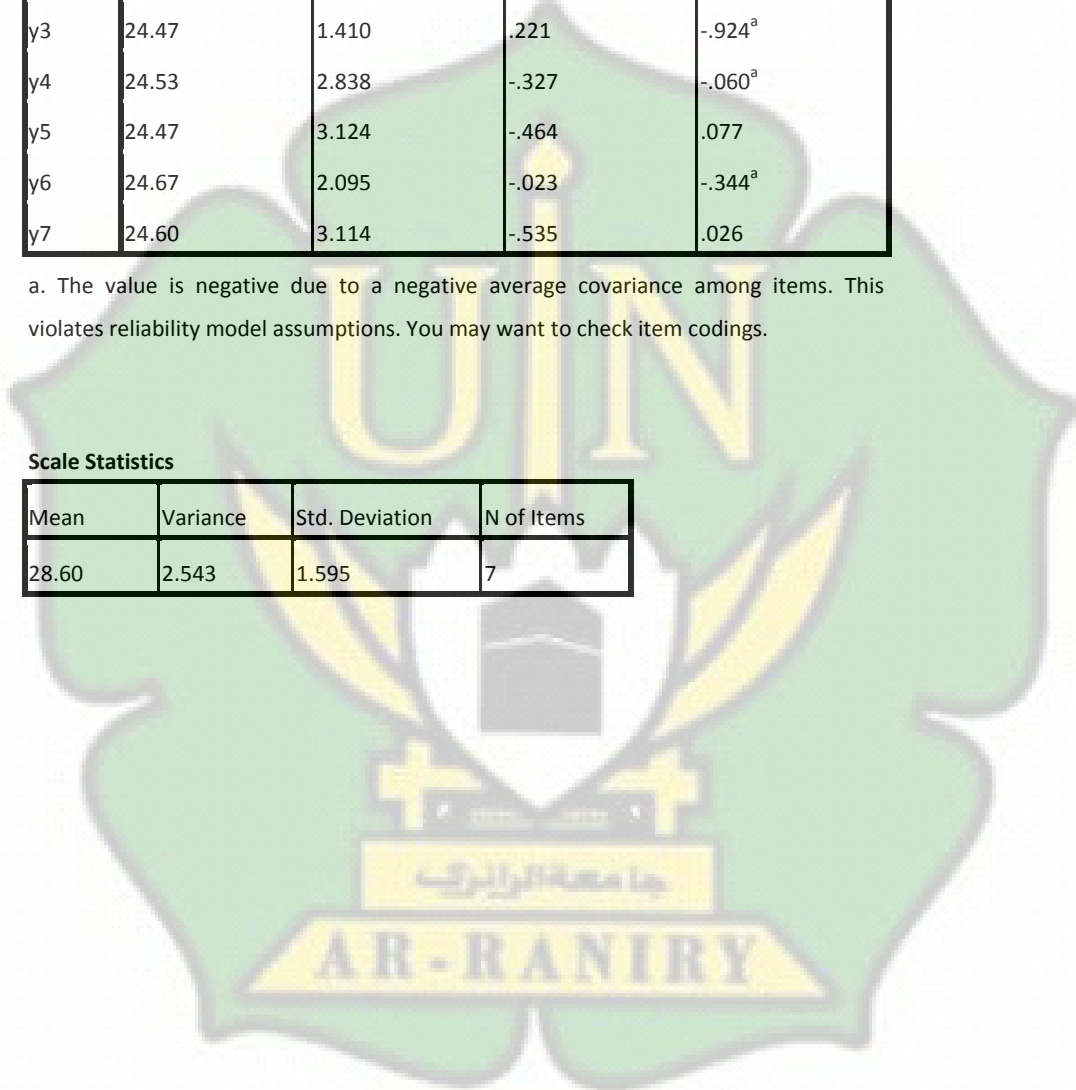 y3 24.47 1.410 .221 -.924a
y4 24.53 2.838 -.327 -.060a
y5 24.47 3.124 -.464 .077
y6 24.67 2.095 -.023 -.344a
y7 24.60 3.114 -.535 .026
a. The value is negative due to a negative average covariance among items. This
violates reliability model assumptions. You may want to check item codings.
UIN
Scale Statistics
Mean Variance Std. Deviation N of Items
28.60 2.543 1.595 7
جامعة الرانري
AR-RANIRY